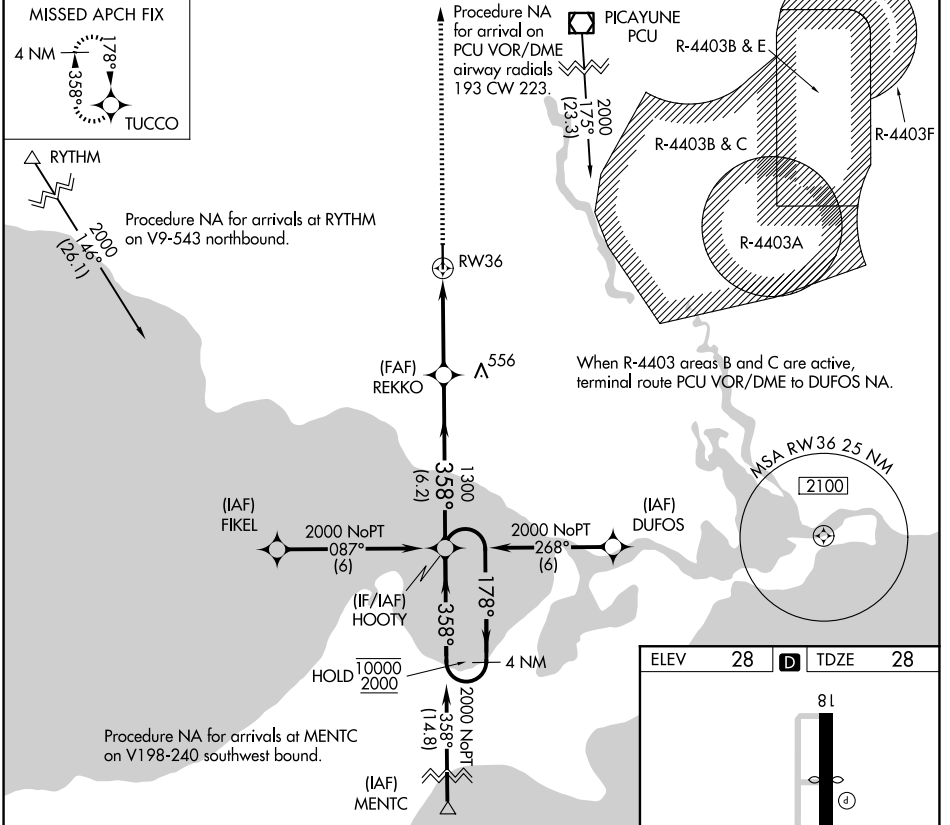 MISSED APCH FIX
4 NM
178°
358°
TUCCO
Procedure NA
for arrival on
PCU VOR/DME
airway radials
193 CW 223.
PICAYUNE
PCU
2000
175°
(23.3)
R-4403B & E
R-4403F
R-4403B & C
R-4403A
RYTHM
2000
146°
(26.1)
Procedure NA for arrivals at RYTHM
on V9-543 northbound.
RW36
(FAF)
REKKO
556
When R-4403 areas B and C are active,
terminal route PCU VOR/DME to DUFOS NA.
1300
358°
(6.2)
MSA RW36 25 NM
2100
(IAF)
FIKEL
2000 NoPT
087°
(6)
2000 NoPT
268°
(6)
(IAF)
DUFOS
(IF/IAF)
HOOTY
358°
178°
HOLD
10000
2000
4 NM
2000 NoPT
358°
(14.8)
Procedure NA for arrivals at MENTC
on V198-240 southwest bound.
(IAF)
MENTC
ELEV 28 D TDZE 28
18
P